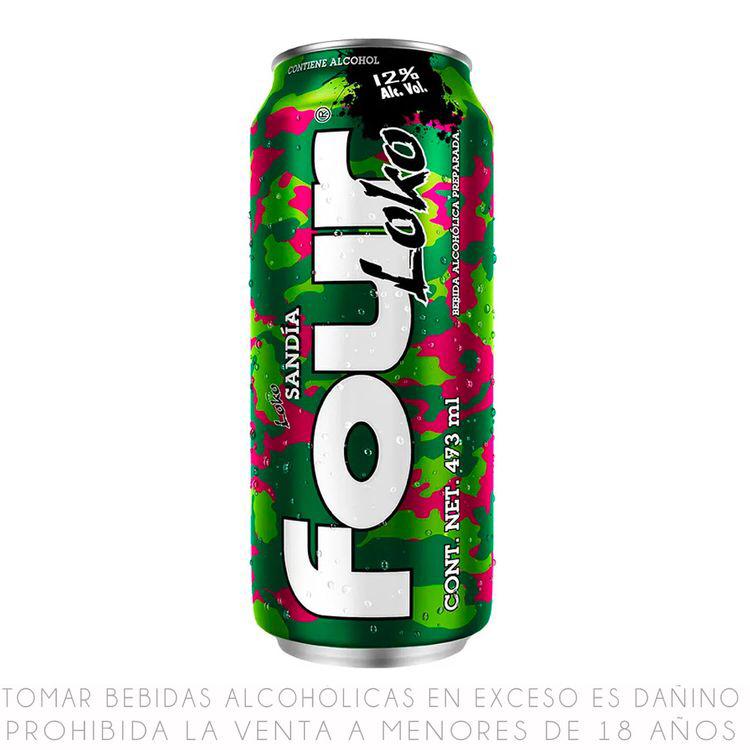 CONTIENE ALCOHOL
12%
Alc. Vol.
four®
Loko
Loko
SANDÍA
BEBIDA ALCOHÓLICA PREPARADA.
CONT. NET. 473 ml
TOMAR BEBIDAS ALCOHÓLICAS EN EXCESO ES DAÑINO
PROHIBIDA LA VENTA A MENORES DE 18 AÑOS